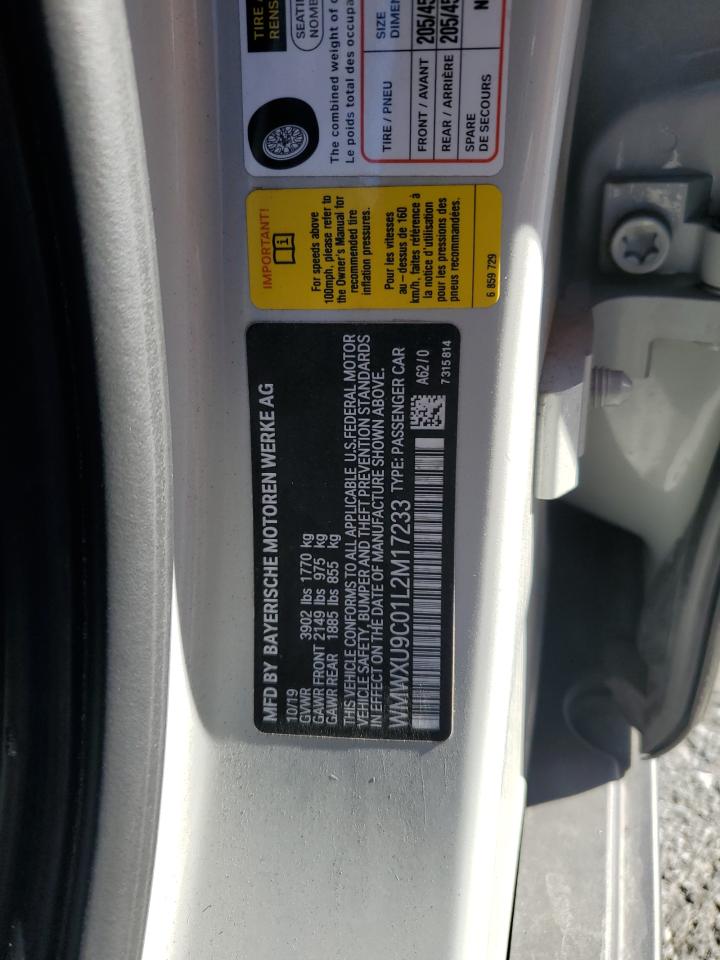 MFD BY BAYERISCHE MOTOREN WERKE AG
10/19
GVWR 3902 lbs 1770 kg
GAWR FRONT 2149 lbs 975 kg
GAWR REAR 1885 lbs 855 kg
THIS VEHICLE CONFORMS TO ALL APPLICABLE U.S.FEDERAL MOTOR
VEHICLE SAFETY, BUMPER AND THEFT PREVENTION STANDARDS
IN EFFECT ON THE DATE OF MANUFACTURE SHOWN ABOVE.
WMWXU9C01L2M17233 TYPE: PASSENGER CAR
A62/0
7315814
IMPORTANT!
For speeds above
100mph, please refer to
the Owner's Manual for
recommended tire
inflation pressures.
Pour les vitesses
au-dessus de 160
km/h, faites référence à
la notice d'utilisation
pour les pressions des
pneus recommandées.
6 859 729
TIRE
RENS
SEATI
NOMB
The combined weight of
Le poids total des occupa
TIRE / PNEU SIZE
DIMEN
FRONT / AVANT 205/45
REAR / ARRIÈRE 205/45
SPARE
DE SECOURS N